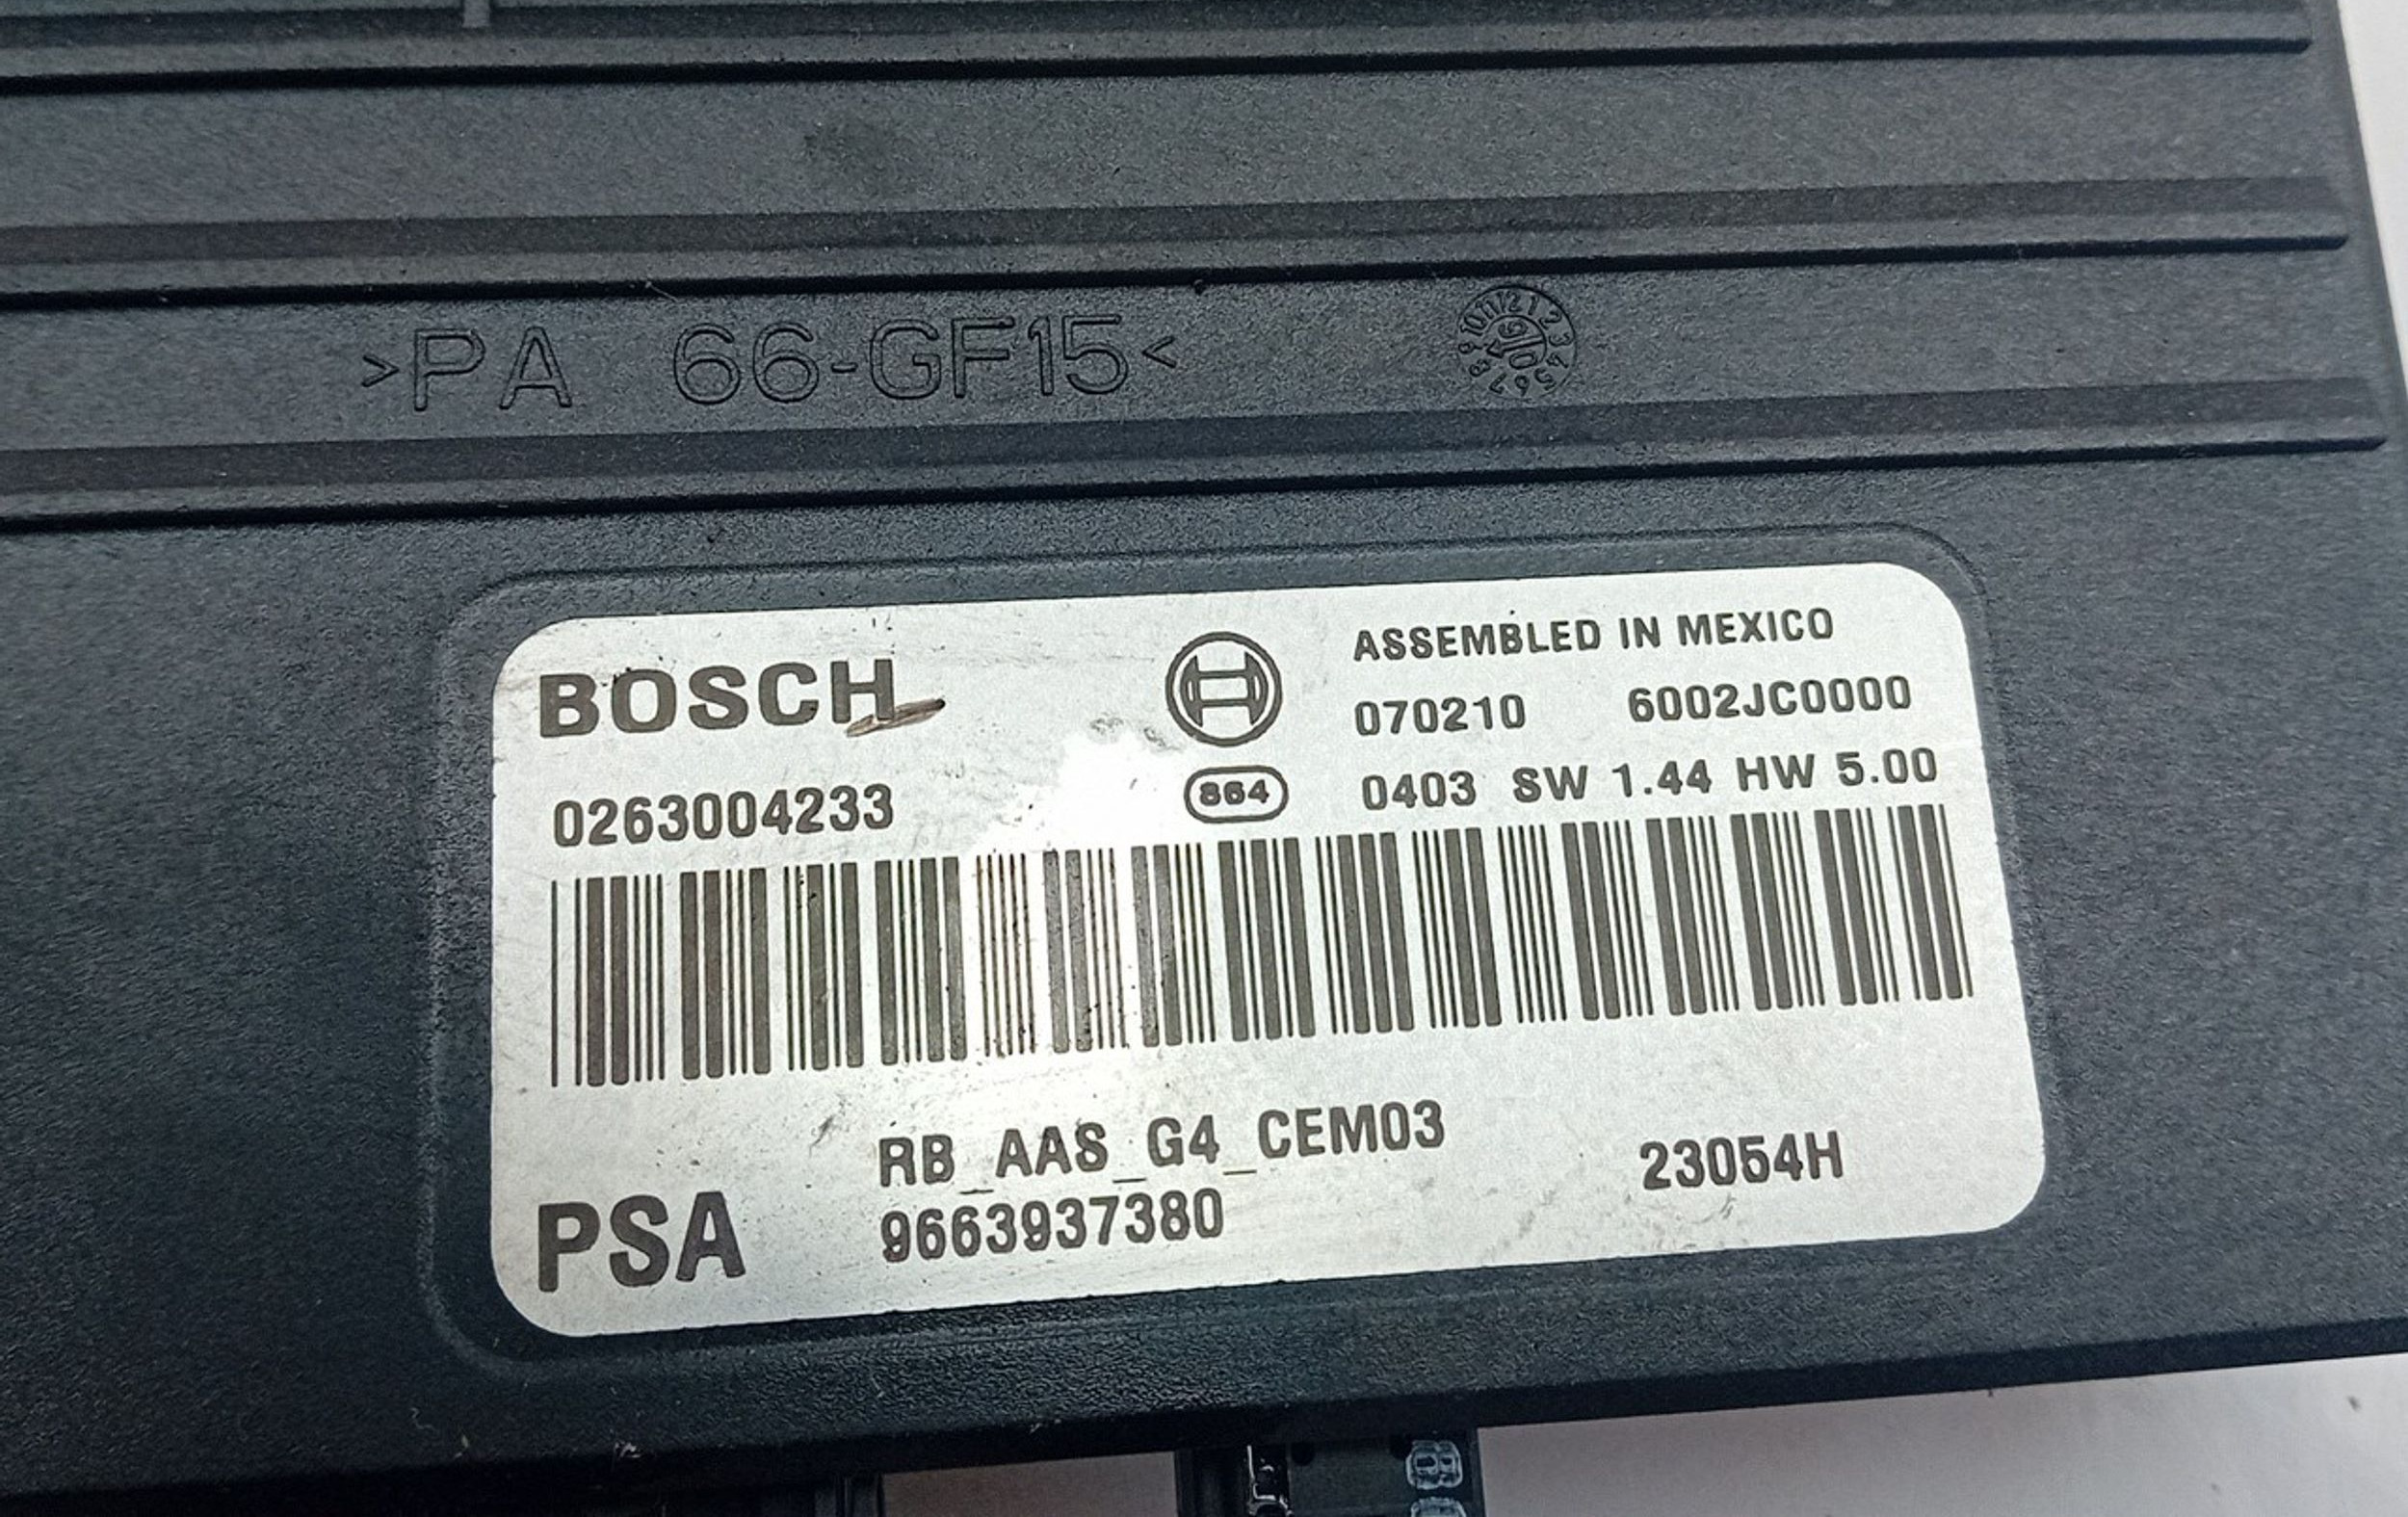 >PA 66-GF15<
BOSCH
ASSEMBLED IN MEXICO
070210 6002JC0000
0263004233
864
0403 SW 1.44 HW 5.00
RB_AAS_G4_CEM03
23054H
PSA
9663937380